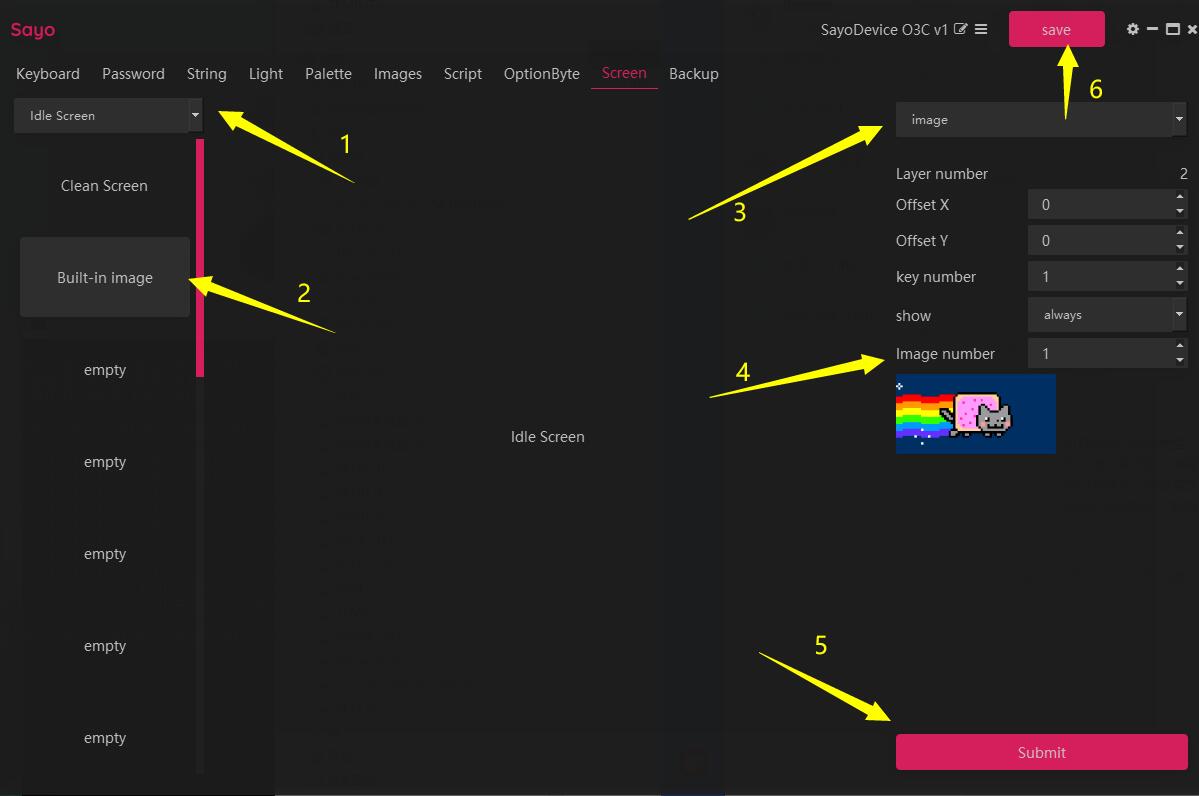 Sayo
SayoDevice O3C v1
save
Keyboard Password String Light Palette Images Script OptionByte Screen Backup
6
Idle Screen
image
1
Clean Screen
Layer number 2
Offset X 0
3
Offset Y 0
Built-in image
key number 1
2
show always
Image number 1
empty
4
Idle Screen
empty
empty
empty
5
empty
Submit